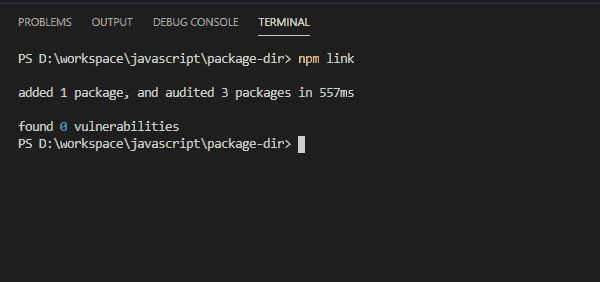 PROBLEMS OUTPUT DEBUG CONSOLE TERMINAL
PS D:\workspace\javascript\package-dir> npm link
added 1 package, and audited 3 packages in 557ms
found 0 vulnerabilities
PS D:\workspace\javascript\package-dir>